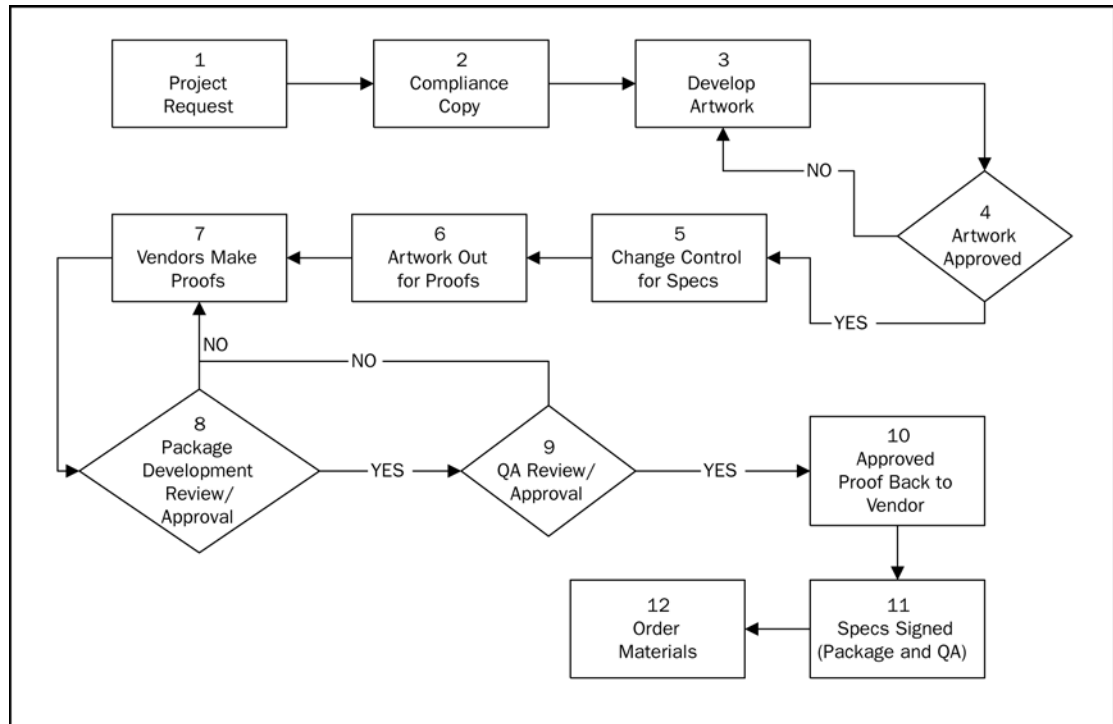 1
Project
Request
2
Compliance
Copy
3
Develop
Artwork
NO
4
Artwork
Approved
7
Vendors Make
Proofs
6
Artwork Out
for Proofs
5
Change Control
for Specs
YES
NO
NO
8
Package
Development
Review/
Approval
YES
9
QA Review/
Approval
YES
10
Approved
Proof Back to
Vendor
12
Order
Materials
11
Specs Signed
(Package and QA)